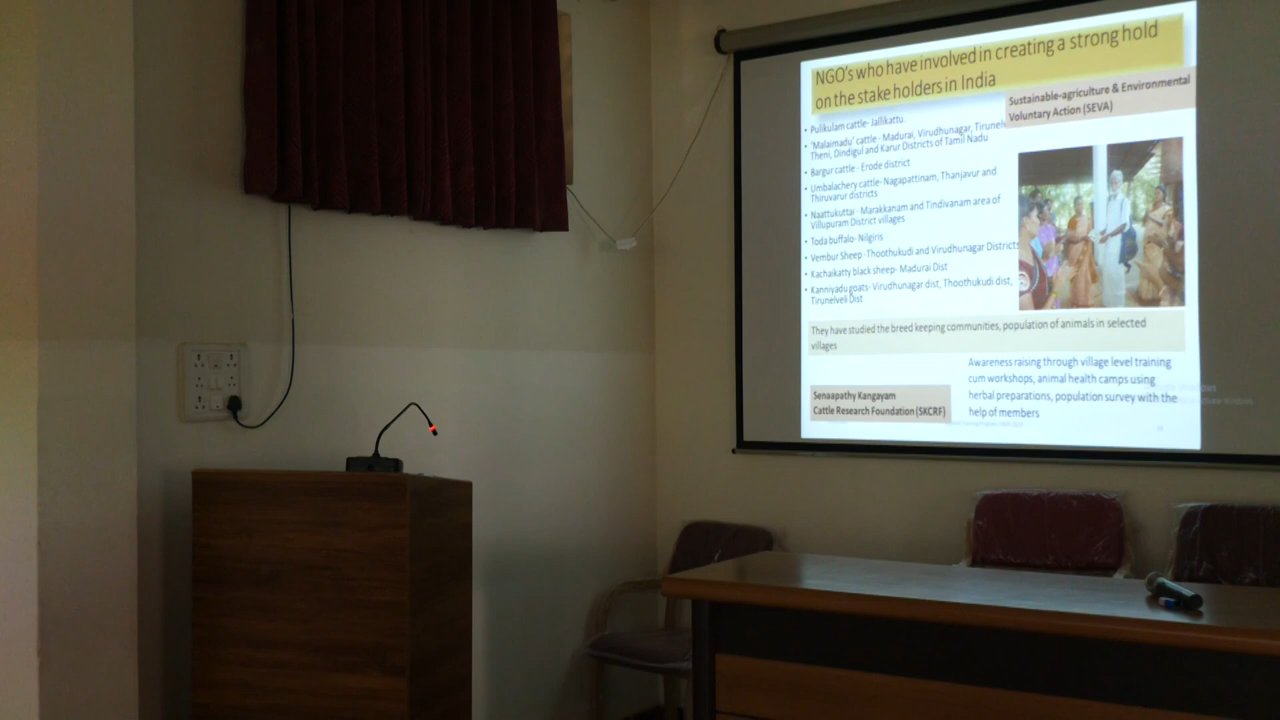 NGO's who have involved in creating a strong hold
on the stake holders in India
Sustainable-agriculture & Environmental
Voluntary Action (SEVA)
• Pulikulam cattle- Jallikattu.
• 'Malaimadu' cattle - Madurai, Virudhunagar,
Theni, Dindigul and Karur Districts of Tamil Nadu
• Bargur cattle - Erode district
• Umbalachery cattle- Nagapattinam, Thanjavur and
Thiruvarur districts
• Naattukuttai - Marakkanam and Tindivanam area of
Villupuram District villages
• Toda buffalo- Nilgiris
• Vembur Sheep -Thoothukudi and Virudhunagar Districts
• Kachaikatty black sheep- Madurai Dist
• Kanniyadu goats- Virudhunagar dist, Thoothukudi dist,
Tirunelveli Dist
They have studied the breed keeping communities, population of animals in selected
villages
Awareness raising through village level training
cum workshops, animal health camps using
herbal preparations, population survey with the
help of members
Senaapathy Kangayam
Cattle Research Foundation (SKCRF)